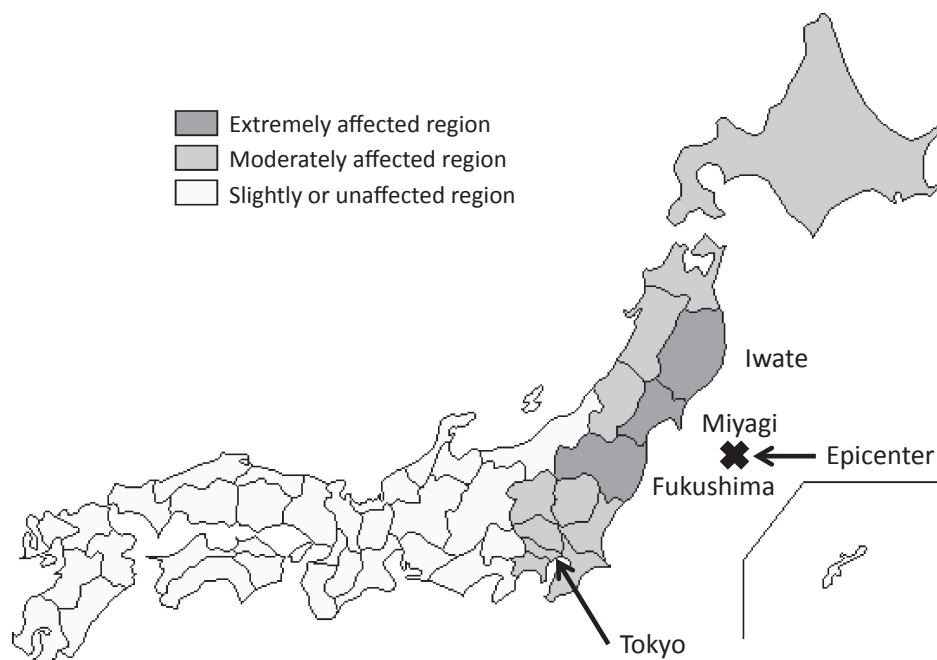 Extremely affected region
Moderately affected region
Slightly or unaffected region
Iwate
Miyagi
Epicenter
Fukushima
Tokyo